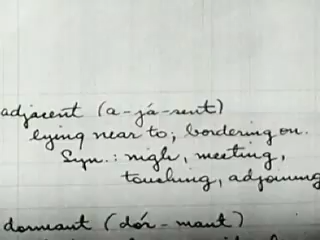 adjacent (a-já-sent)
lying near to; bordering on.
Syn.: nigh, meeting,
touching, adjoining
dormant (dór-mant)